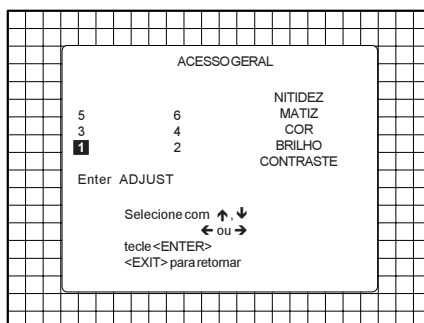 ACESSO GERAL
NITIDEZ
5 6 MATIZ
3 4 COR
1 2 BRILHO
CONTRASTE
Enter ADJUST
Selecione com ↑, ↓
← ou →
tecle <ENTER>
<EXIT> para retornar